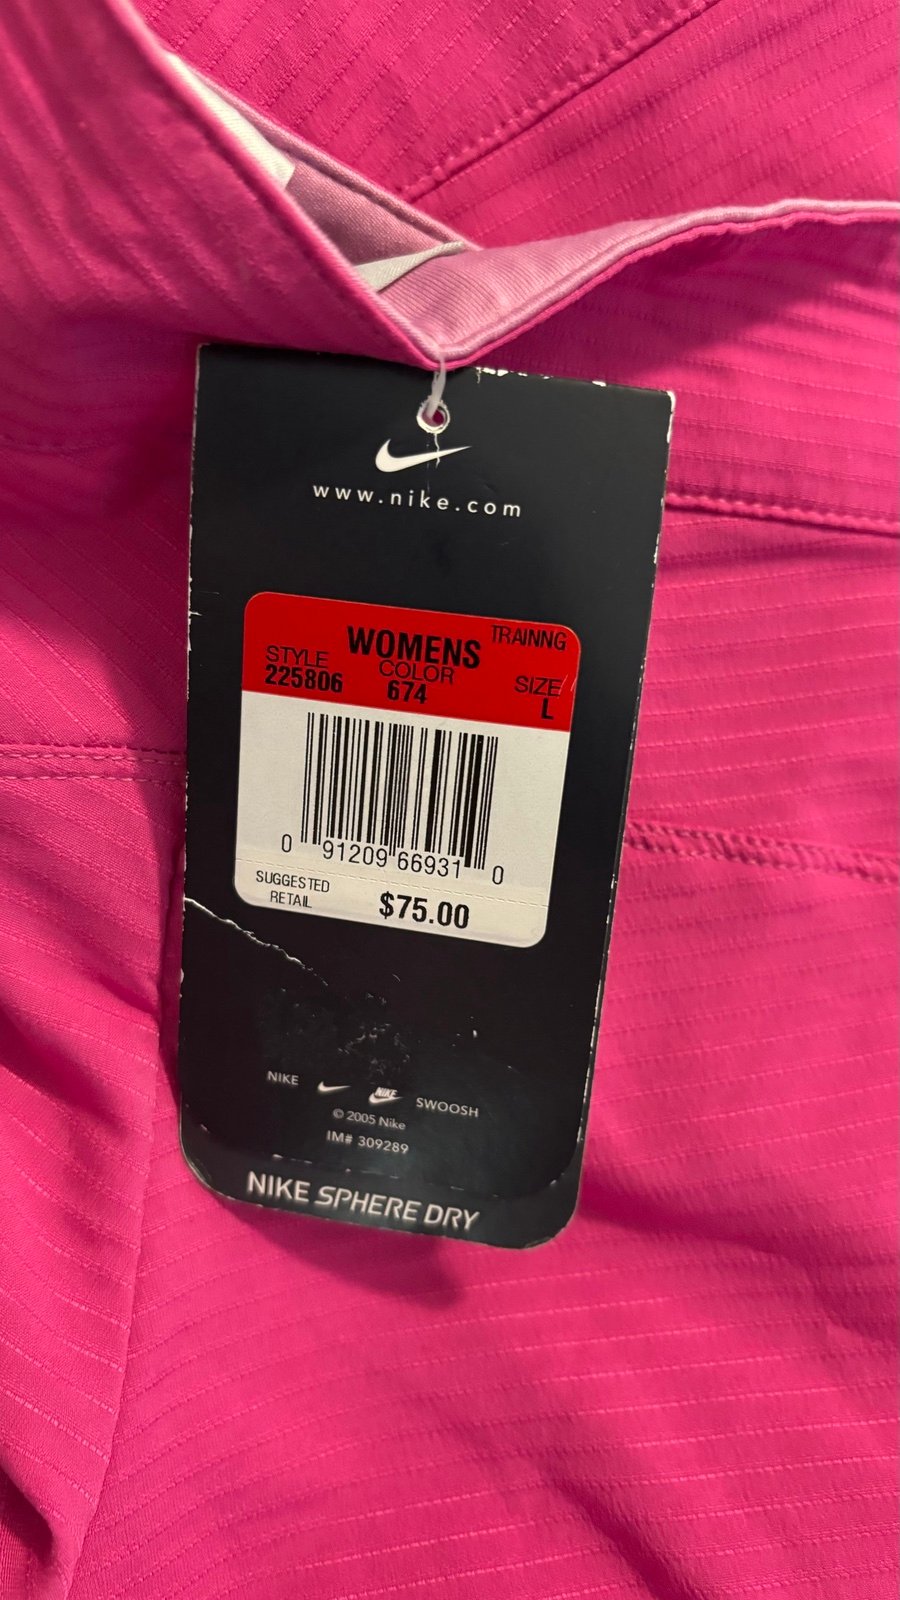 www.nike.com
WOMENS TRAINNG
STYLE COLOR SIZE
225806 674 L
0 91209 66931 0
SUGGESTED
RETAIL $75.00
NIKE NIKE SWOOSH
© 2005 Nike
IM# 309289
NIKE SPHERE DRY